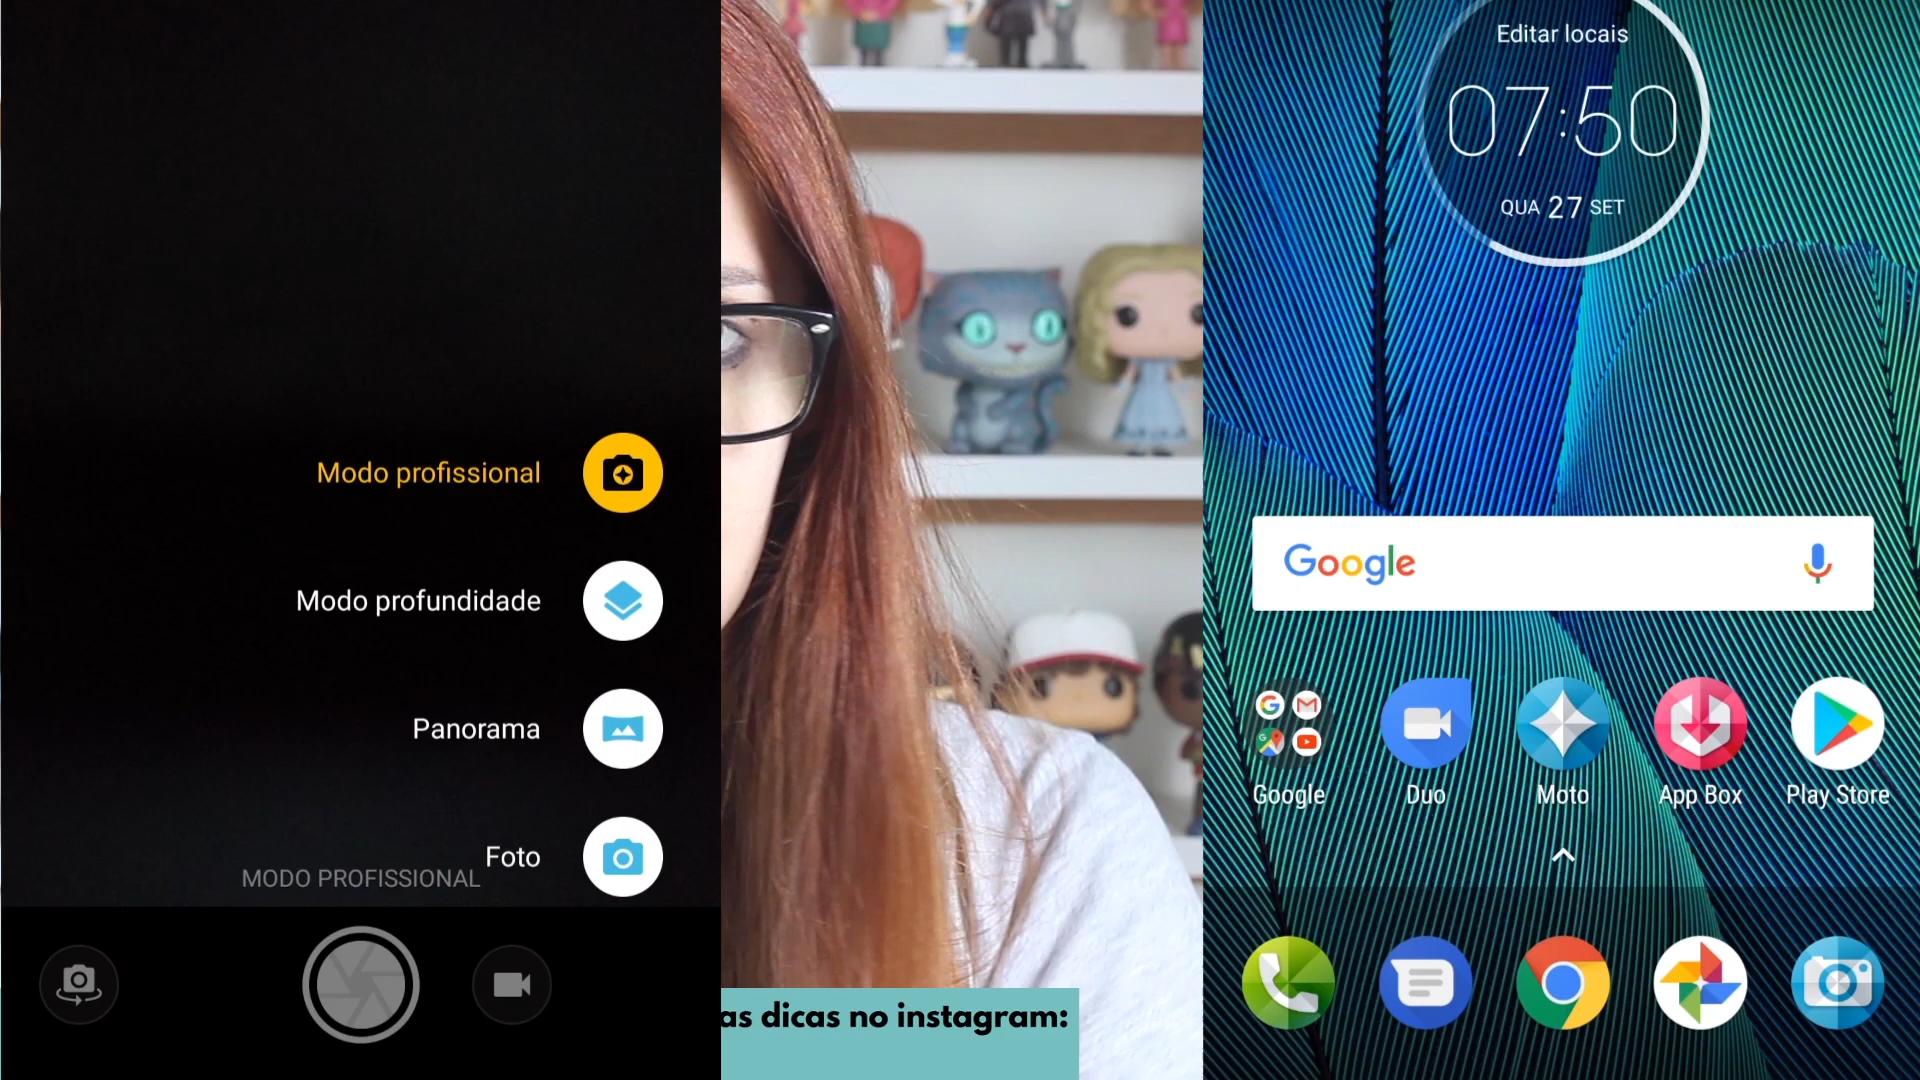 Modo profissional
Modo profundidade
Panorama
Foto
MODO PROFISSIONAL
as dicas no instagram:
Editar locais
07:50
QUA 27 SET
Google
Google
Duo
Moto
App Box
Play Store